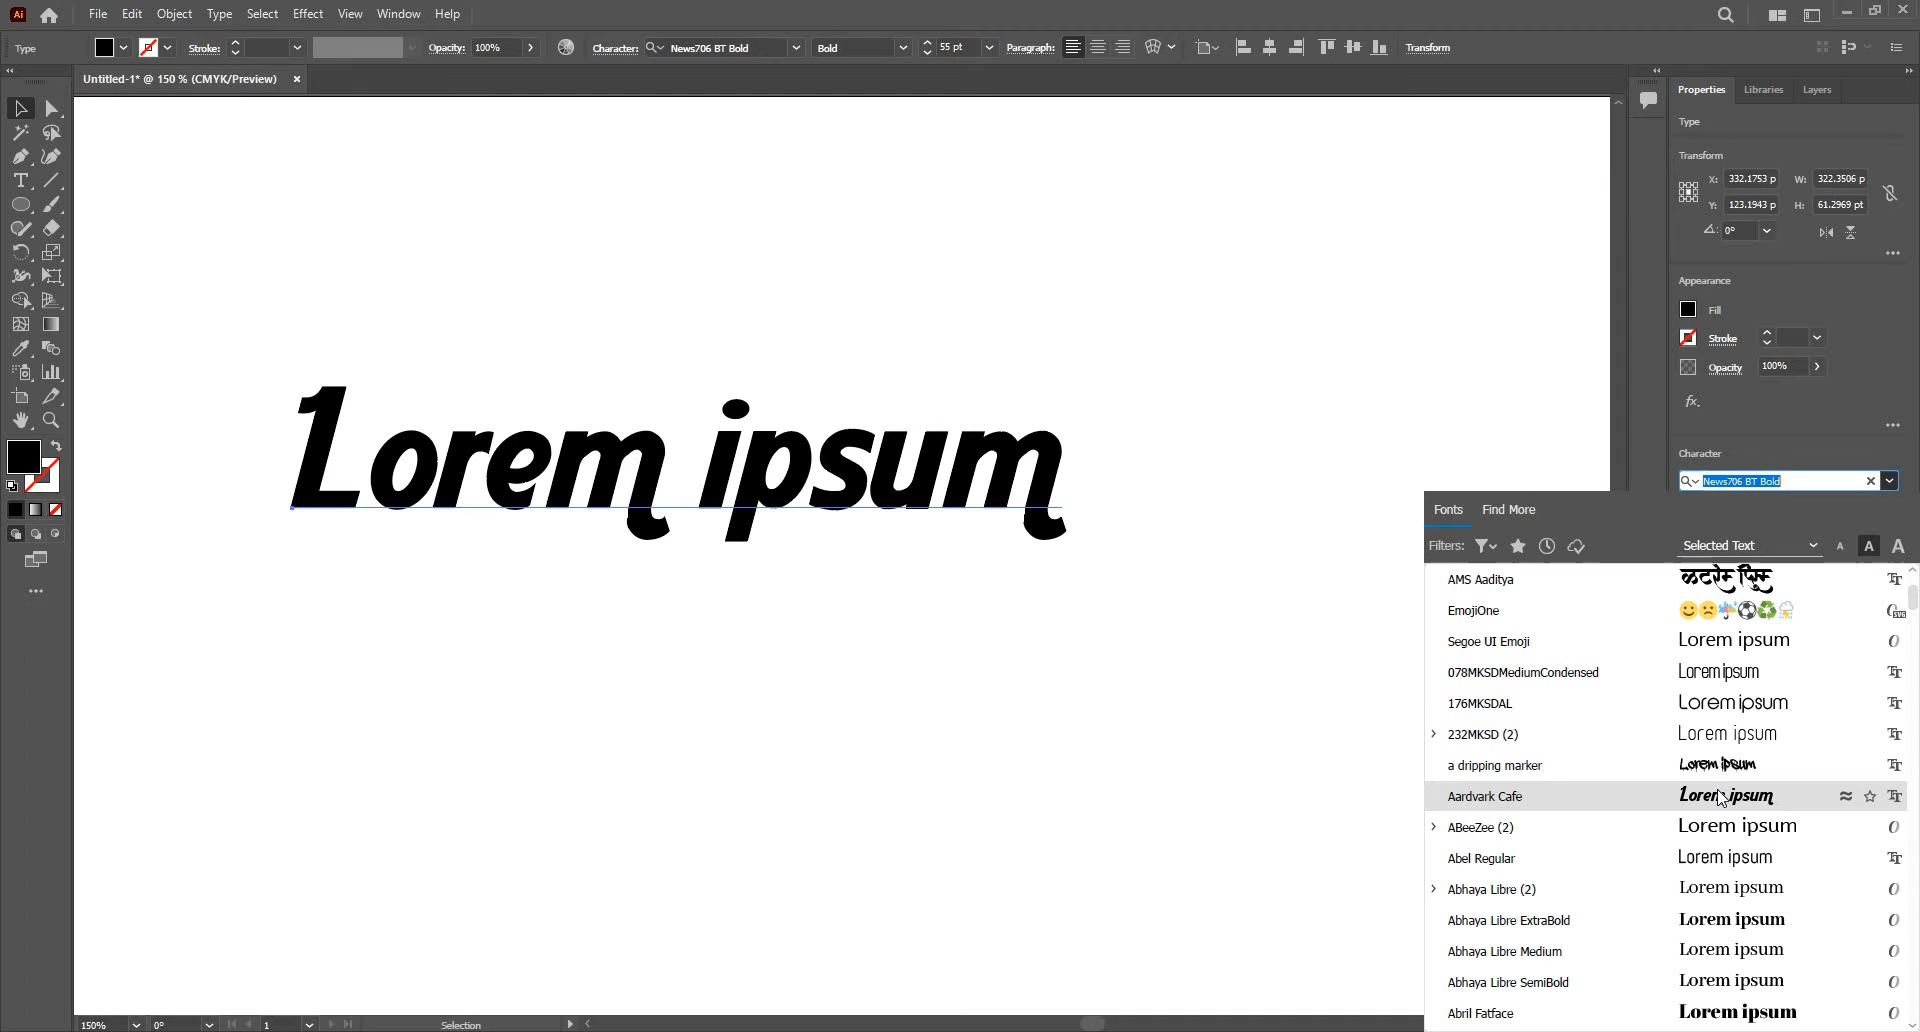 Ai File Edit Object Type Select Effect View Window Help
Type Stroke: Opacity: 100% Character: News706 BT Bold Bold 55 pt Paragraph: Transform
Untitled-1* @ 150 % (CMYK/Preview)
Properties Libraries Layers
Type
Transform
X: 332.1753 p W: 322.3506 p
Y: 123.1943 p H: 61.2969 pt
0°
Appearance
Fill
Stroke
Opacity 100%
fx.
Character
News706 BT Bold
Lorem ipsum
Fonts Find More
Filters: Selected Text A A A
AMS Aaditya
EmojiOne
Segoe UI Emoji Lorem ipsum
078MKSDMediumCondensed Lorem ipsum
176MKSDAL Lorem ipsum
232MKSD (2) Lorem ipsum
a dripping marker Lorem ipsum
Aardvark Cafe Lorem ipsum
ABeeZee (2) Lorem ipsum
Abel Regular Lorem ipsum
Abhaya Libre (2) Lorem ipsum
Abhaya Libre ExtraBold Lorem ipsum
Abhaya Libre Medium Lorem ipsum
Abhaya Libre SemiBold Lorem ipsum
Abril Fatface Lorem ipsum
150% 0° 1 Selection